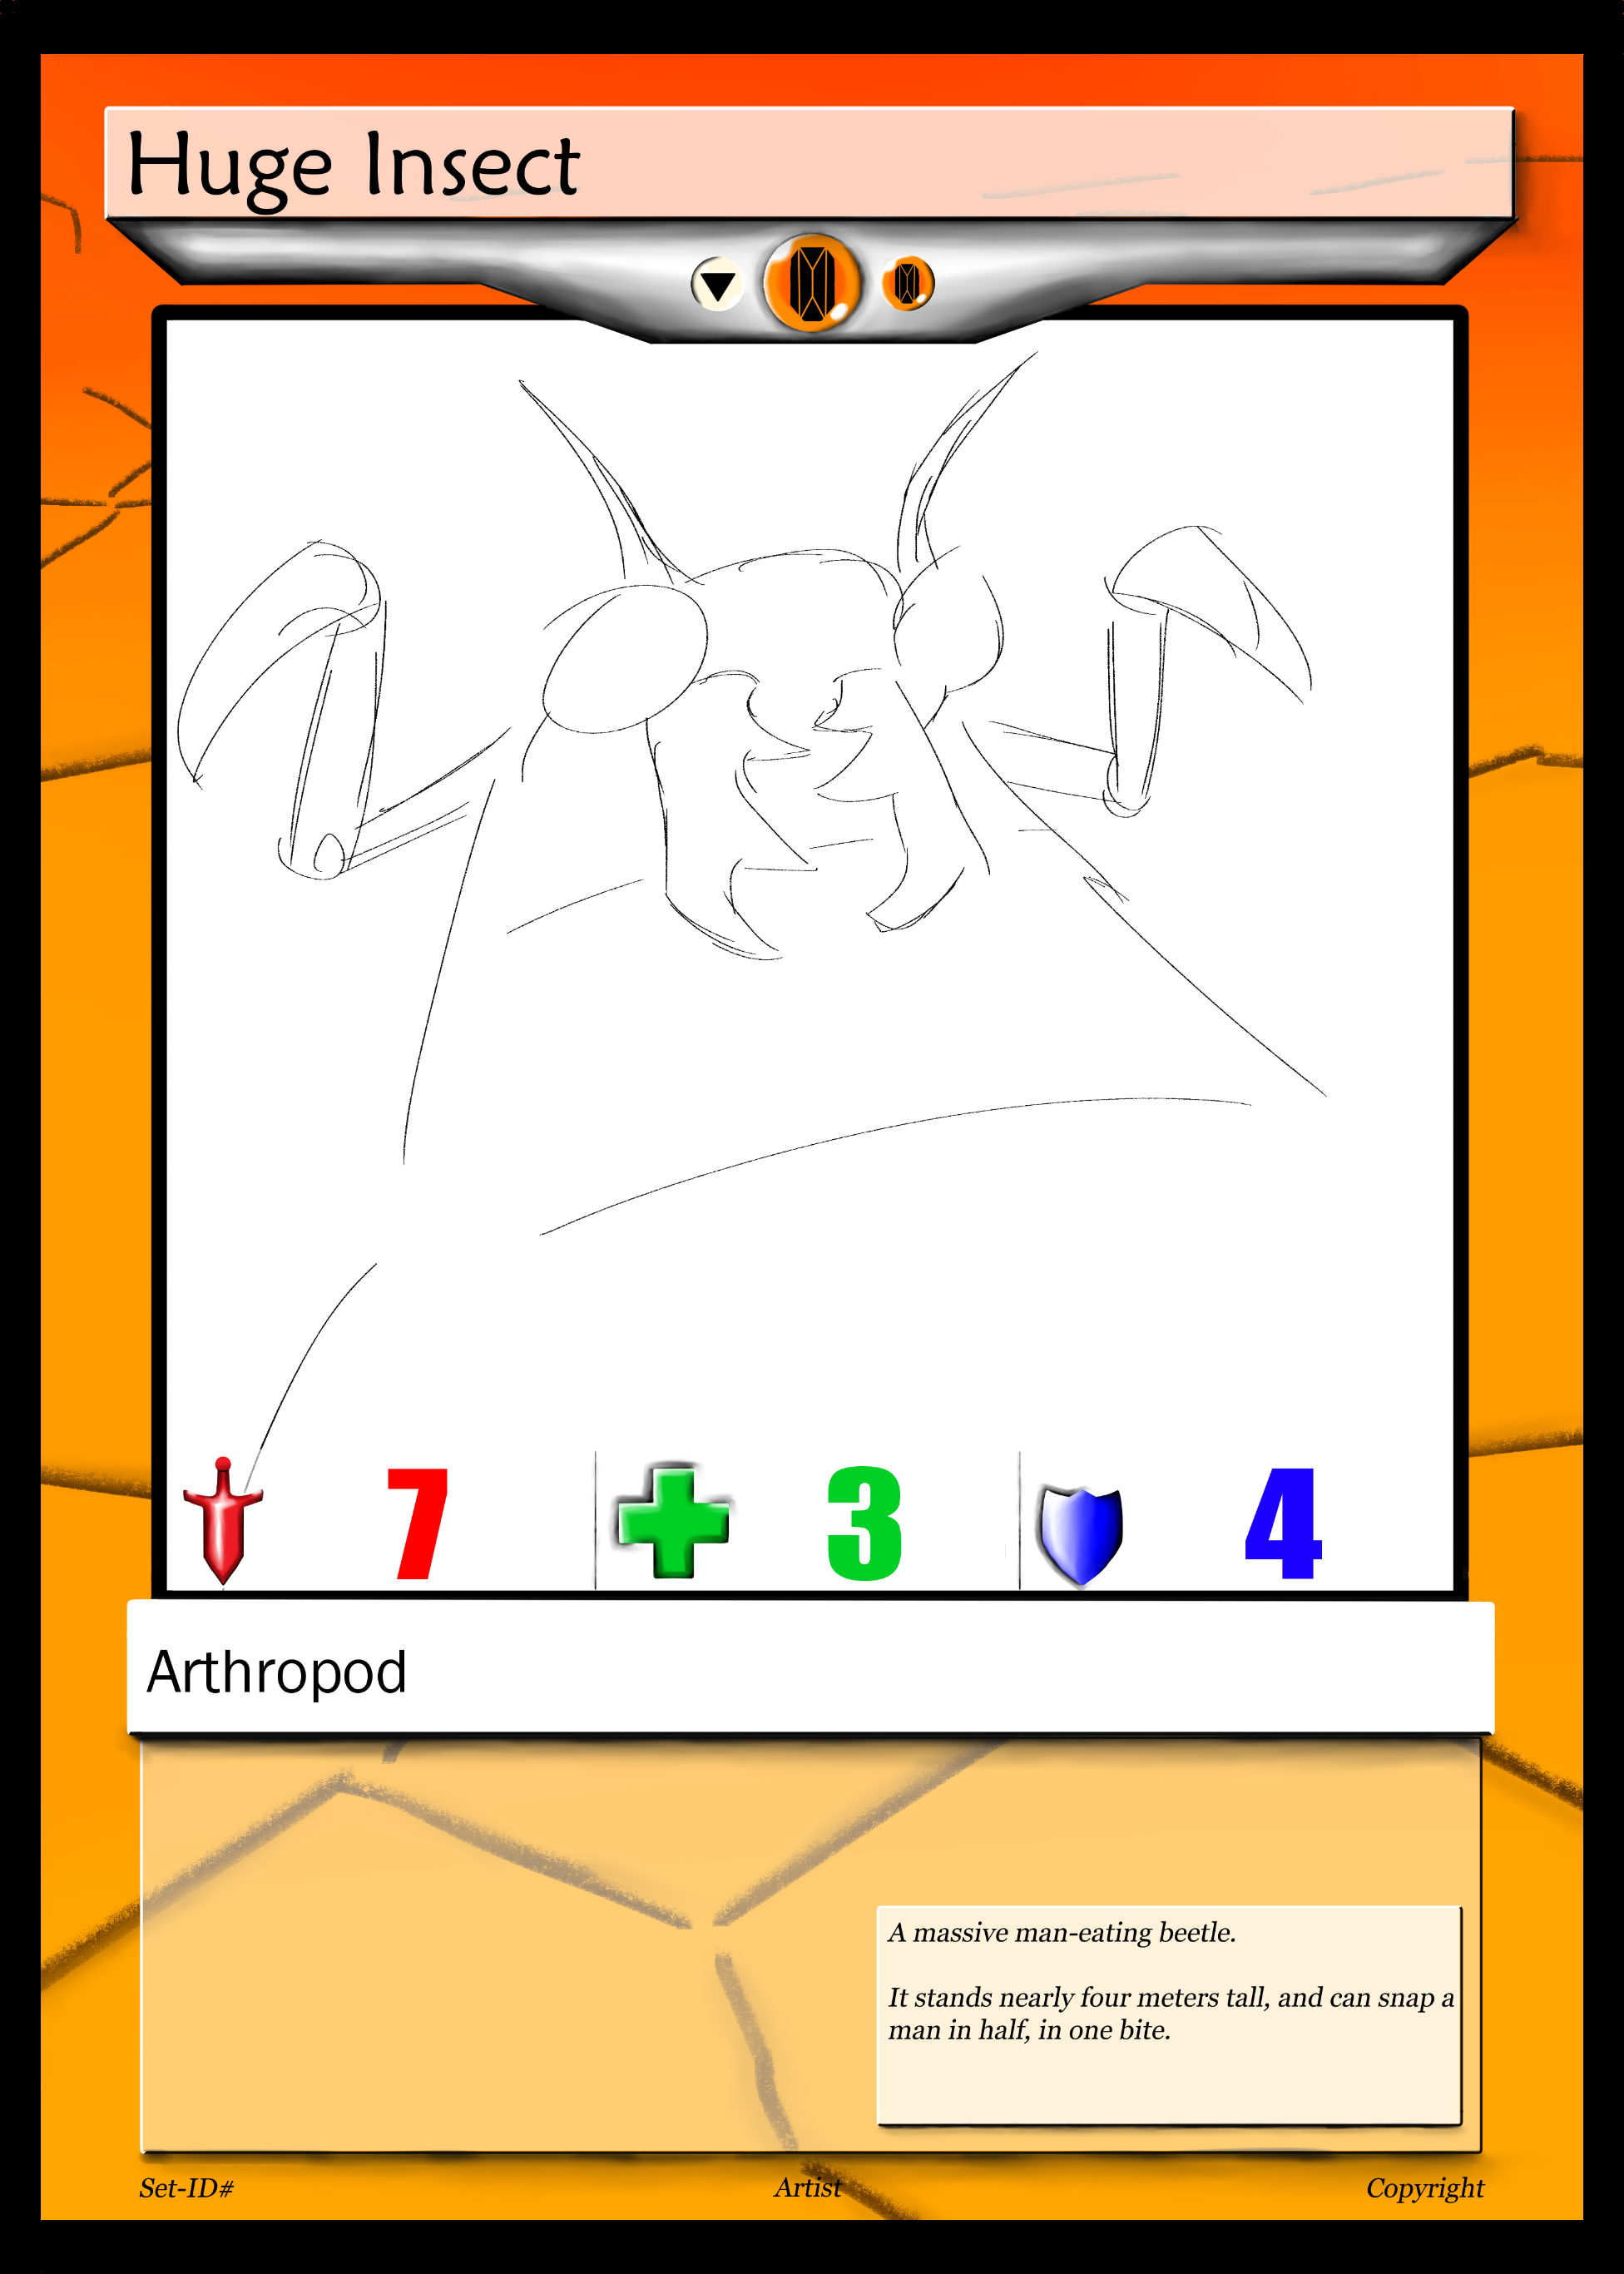 Huge Insect
7
3
4
Arthropod
A massive man-eating beetle.
It stands nearly four meters tall, and can snap a
man in half, in one bite.
Set-ID#
Artist
Copyright